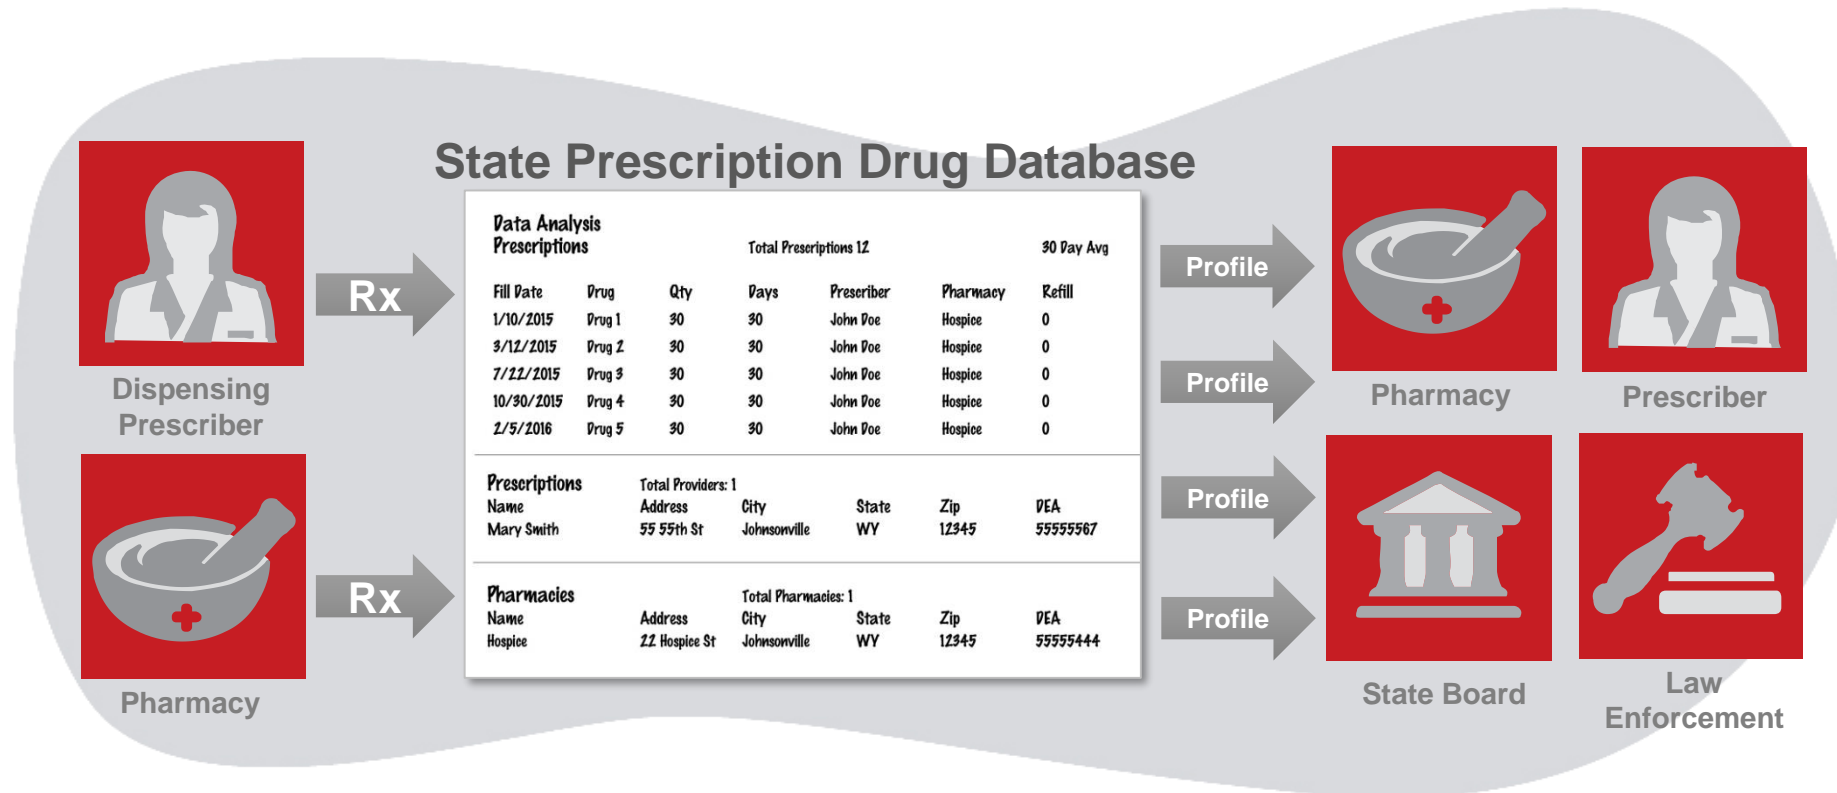 State Prescription Drug Database
Dispensing
Prescriber
Rx
Pharmacy
Rx
Data Analysis
Prescriptions Total Prescriptions 12 30 Day Avg
Fill Date Drug Qty Days Prescriber Pharmacy Refill
1/10/2015 Drug 1 30 30 John Doe Hospice 0
3/12/2015 Drug 2 30 30 John Doe Hospice 0
7/22/2015 Drug 3 30 30 John Doe Hospice 0
10/30/2015 Drug 4 30 30 John Doe Hospice 0
2/5/2016 Drug 5 30 30 John Doe Hospice 0
Prescriptions Total Providers: 1
Name Address City State Zip DEA
Mary Smith 55 55th St Johnsonville WY 12345 55555567
Pharmacies Total Pharmacies: 1
Name Address City State Zip DEA
Hospice 22 Hospice St Johnsonville WY 12345 55555444
Profile
Profile
Profile
Profile
Pharmacy
Prescriber
State Board
Law
Enforcement